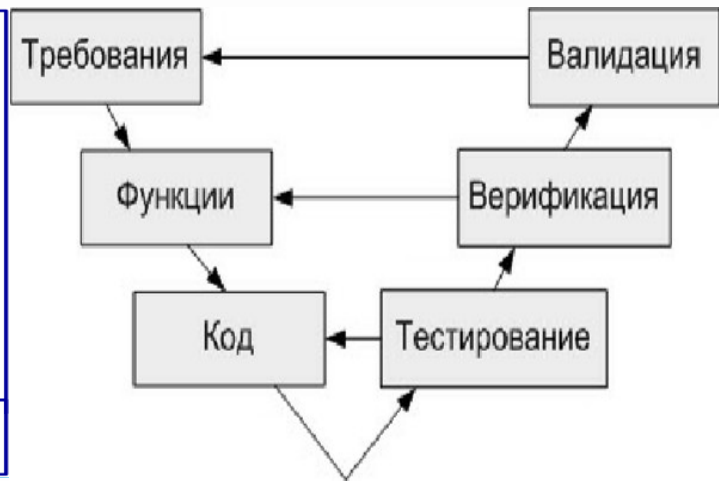 Требования
Валидация
Функции
Верификация
Код
Тестирование